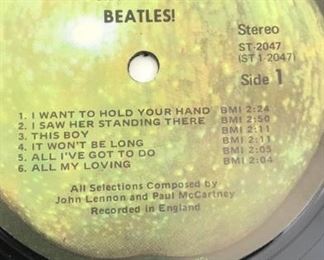 BEATLES!
Stereo
ST-2047
(ST 1-2047)
Side 1
1. I WANT TO HOLD YOUR HAND BMI 2:24
2. I SAW HER STANDING THERE BMI 2:50
3. THIS BOY BMI 2:11
4. IT WON'T BE LONG BMI 2:11
5. ALL I'VE GOT TO DO BMI 2:05
6. ALL MY LOVING BMI 2:04
All Selections Composed by
John Lennon and Paul McCartney
Recorded in England